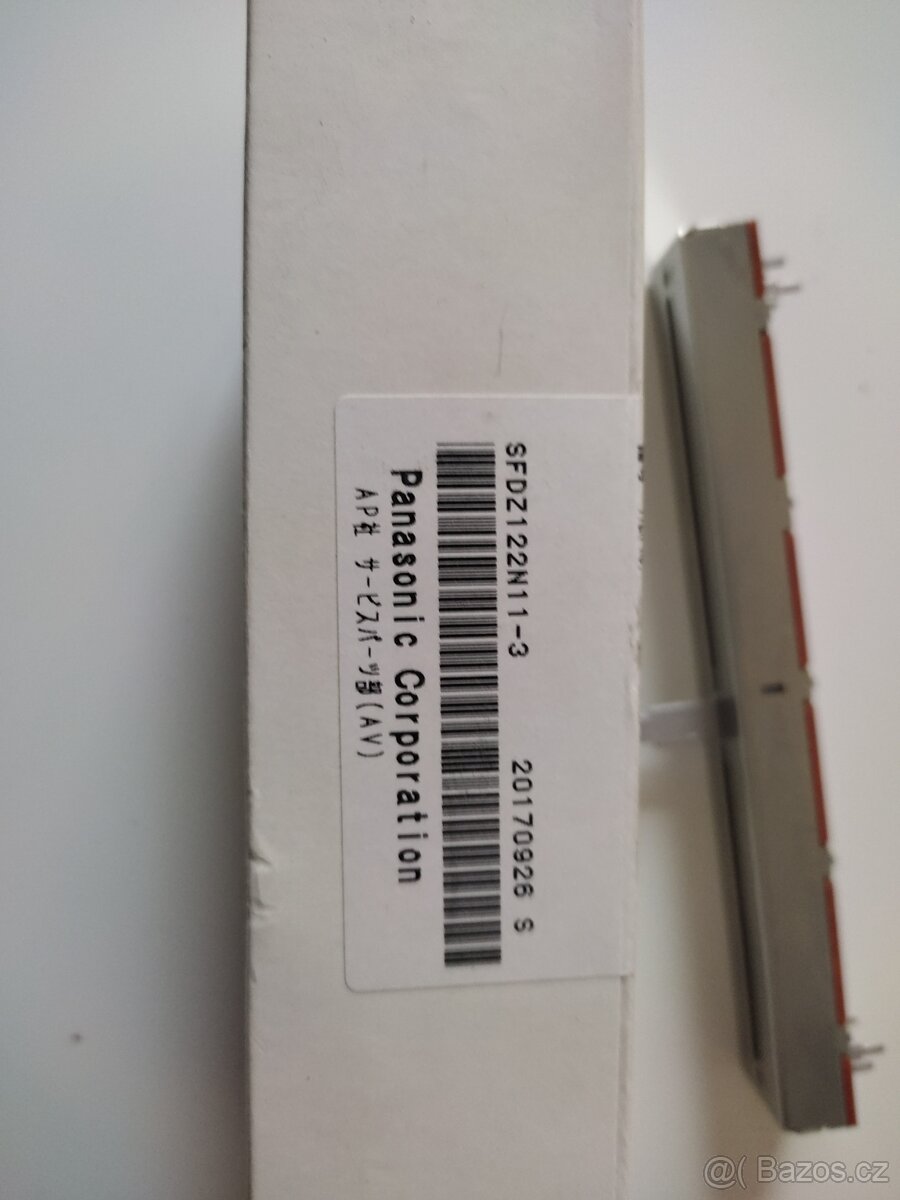 SFDZ122N11-3 20170926 S
Panasonic Corporation
AP社 サービスパーツ部(AV)
@( Bazos.cz